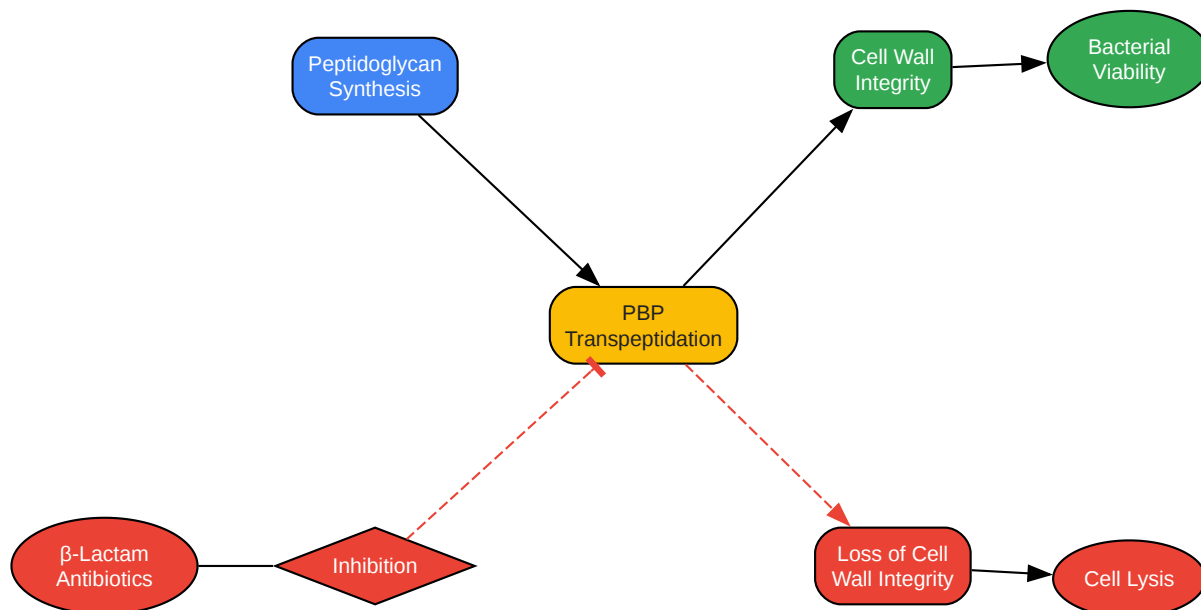 Peptidoglycan
Synthesis
Cell Wall
Integrity
Bacterial
Viability
PBP
Transpeptidation
β-Lactam
Antibiotics
Inhibition
Loss of Cell
Wall Integrity
Cell Lysis